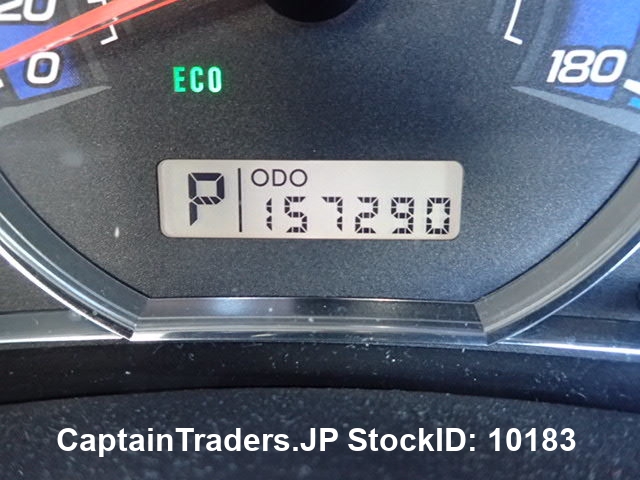 20
0
180
ECO
P ODO
157290
CaptainTraders.JP StockID: 10183